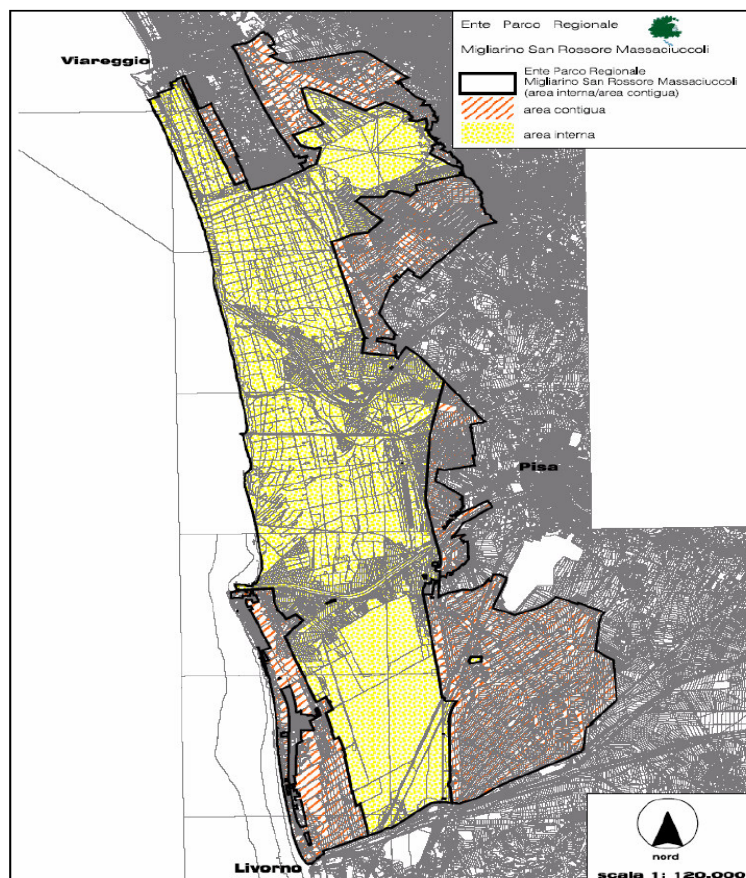 Ente Parco Regionale
Migliarino San Rossore Massaciuccoli
Ente Parco Regionale
Migliarino San Rossore Massaciuccoli
(area interna/area contigua)
area contigua
area interna
Viareggio
Pisa
Livorno
nord
scala 1: 120.000